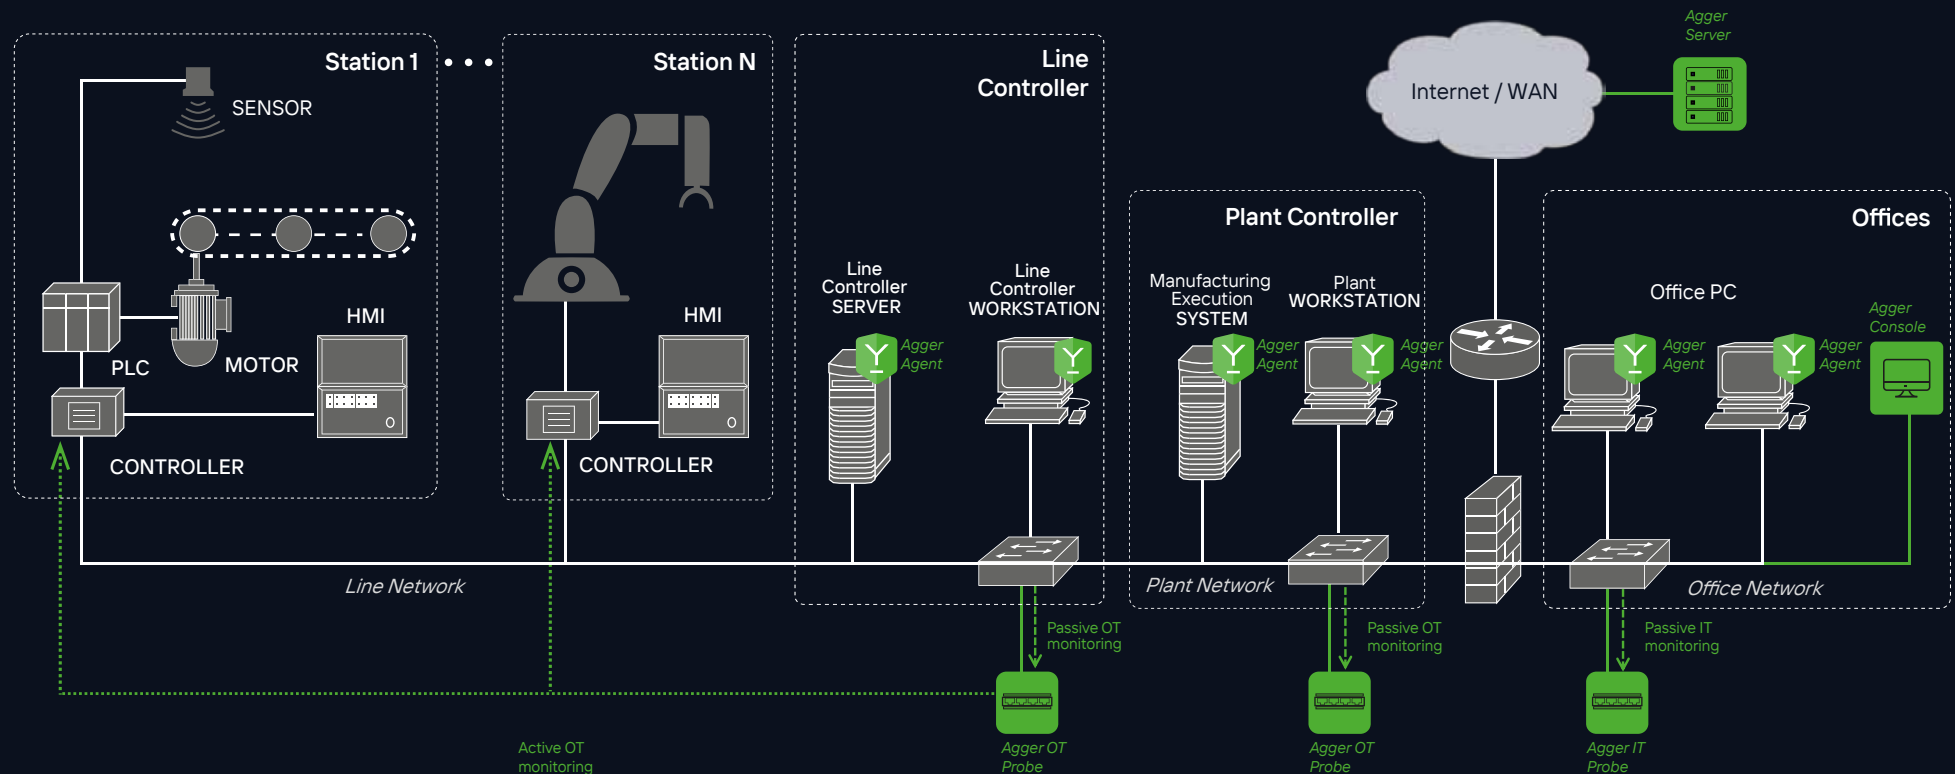 Station 1
SENSOR
PLC
MOTOR
HMI
CONTROLLER
Station N
HMI
CONTROLLER
Line
Controller
Line
Controller
SERVER
Agger
Agent
Line
Controller
WORKSTATION
Plant Controller
Manufacturing
Execution
SYSTEM
Agger
Agent
Plant
WORKSTATION
Agger
Agent
Internet / WAN
Agger
Server
Offices
Office PC
Agger
Agent
Agger
Agent
Agger
Console
Line Network
Plant Network
Office Network
Passive OT
monitoring
Passive OT
monitoring
Passive IT
monitoring
Active OT
monitoring
Agger OT
Probe
Agger OT
Probe
Agger IT
Probe